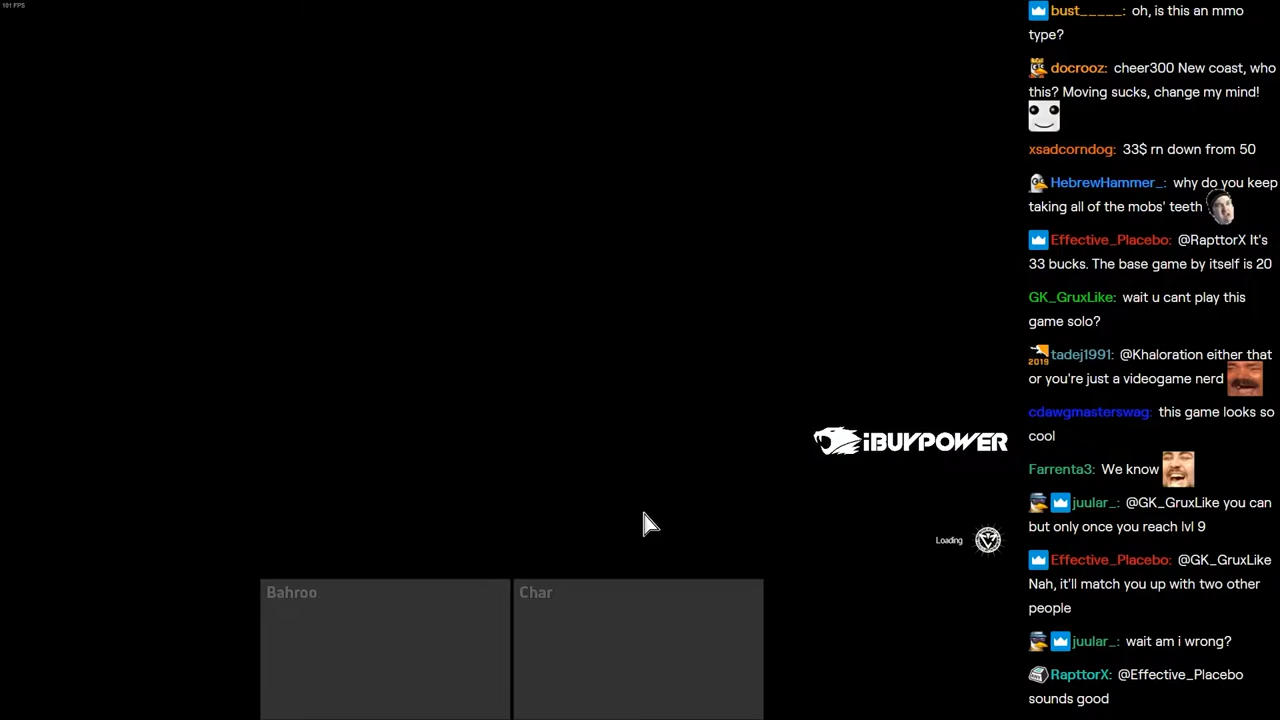 101 FPS
bust_____: oh, is this an mmo
type?
docrooz: cheer300 New coast, who
this? Moving sucks, change my mind!
xsadcorndog: 33$ rn down from 50
HebrewHammer_: why do you keep
taking all of the mobs' teeth
Effective_Placebo: @RapttorX It's
33 bucks. The base game by itself is 20
GK_GruxLike: wait u cant play this
game solo?
2019 tadej1991: @Khaloration either that
or you're just a videogame nerd
cdawgmasterswag: this game looks so
cool
iBUYPOWER
Farrenta3: We know
juular_: @GK_GruxLike you can
but only once you reach lvl 9
Loading
Effective_Placebo: @GK_GruxLike
Nah, it'll match you up with two other
people
Bahroo
Char
juular_: wait am i wrong?
RapttorX: @Effective_Placebo
sounds good